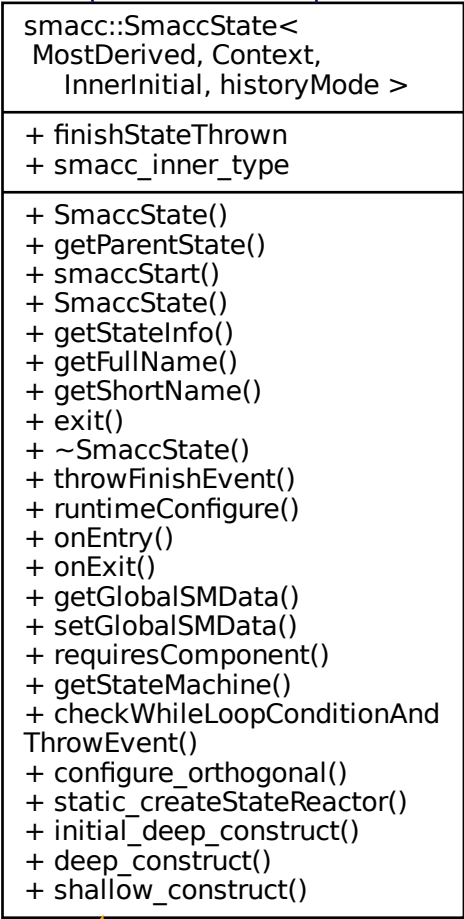 smacc::SmaccState<
MostDerived, Context,
InnerInitial, historyMode >
+ finishStateThrown
+ smacc_inner_type
+ SmaccState()
+ getParentState()
+ smaccStart()
+ SmaccState()
+ getStateInfo()
+ getFullName()
+ getShortName()
+ exit()
+ ~SmaccState()
+ throwFinishEvent()
+ runtimeConfigure()
+ onEntry()
+ onExit()
+ getGlobalSMData()
+ setGlobalSMData()
+ requiresComponent()
+ getStateMachine()
+ checkWhileLoopConditionAnd
ThrowEvent()
+ configure_orthogonal()
+ static_createStateReactor()
+ initial_deep_construct()
+ deep_construct()
+ shallow_construct()